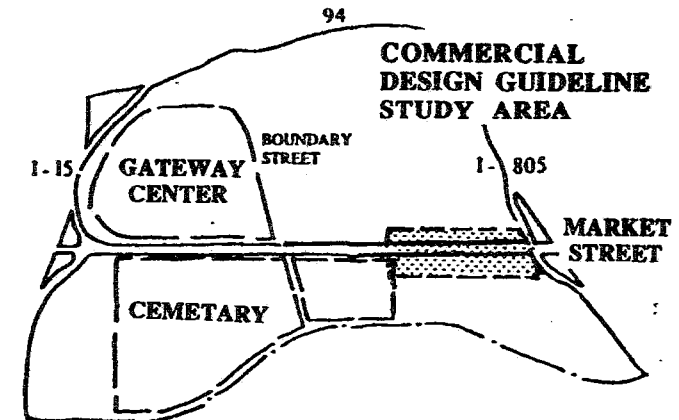 94
COMMERCIAL
DESIGN GUIDELINE
STUDY AREA
BOUNDARY
STREET
I-15
GATEWAY
CENTER
I-805
MARKET
STREET
CEMETARY